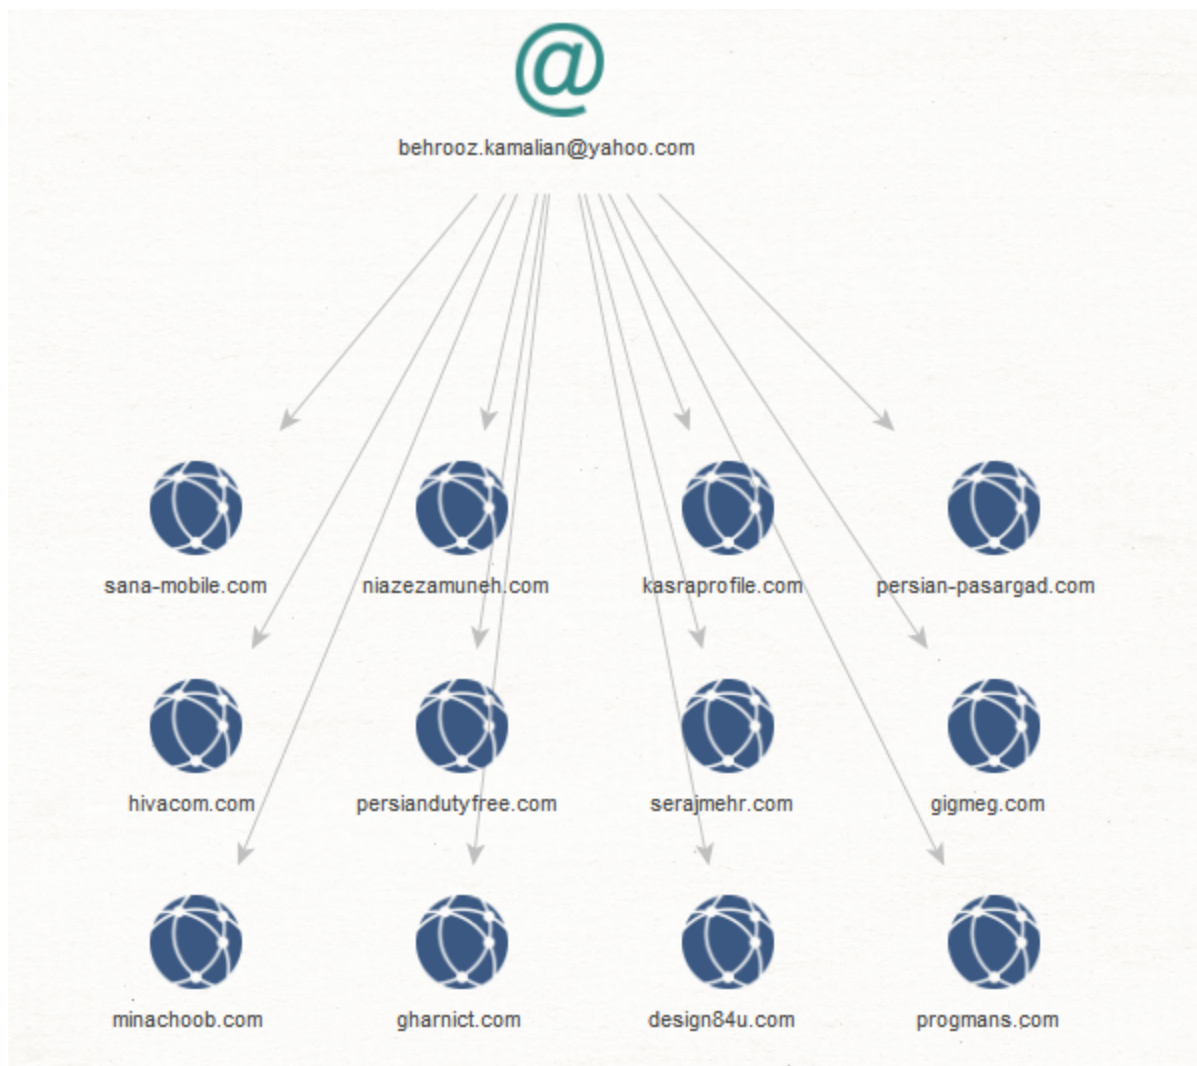 @
behrooz.kamalian@yahoo.com
sana-mobile.com niazezamuneh.com kasraprofile.com persian-pasargad.com
hivacom.com persiandutyfree.com serajmehr.com gigmeg.com
minachoob.com gharnict.com design84u.com progmans.com